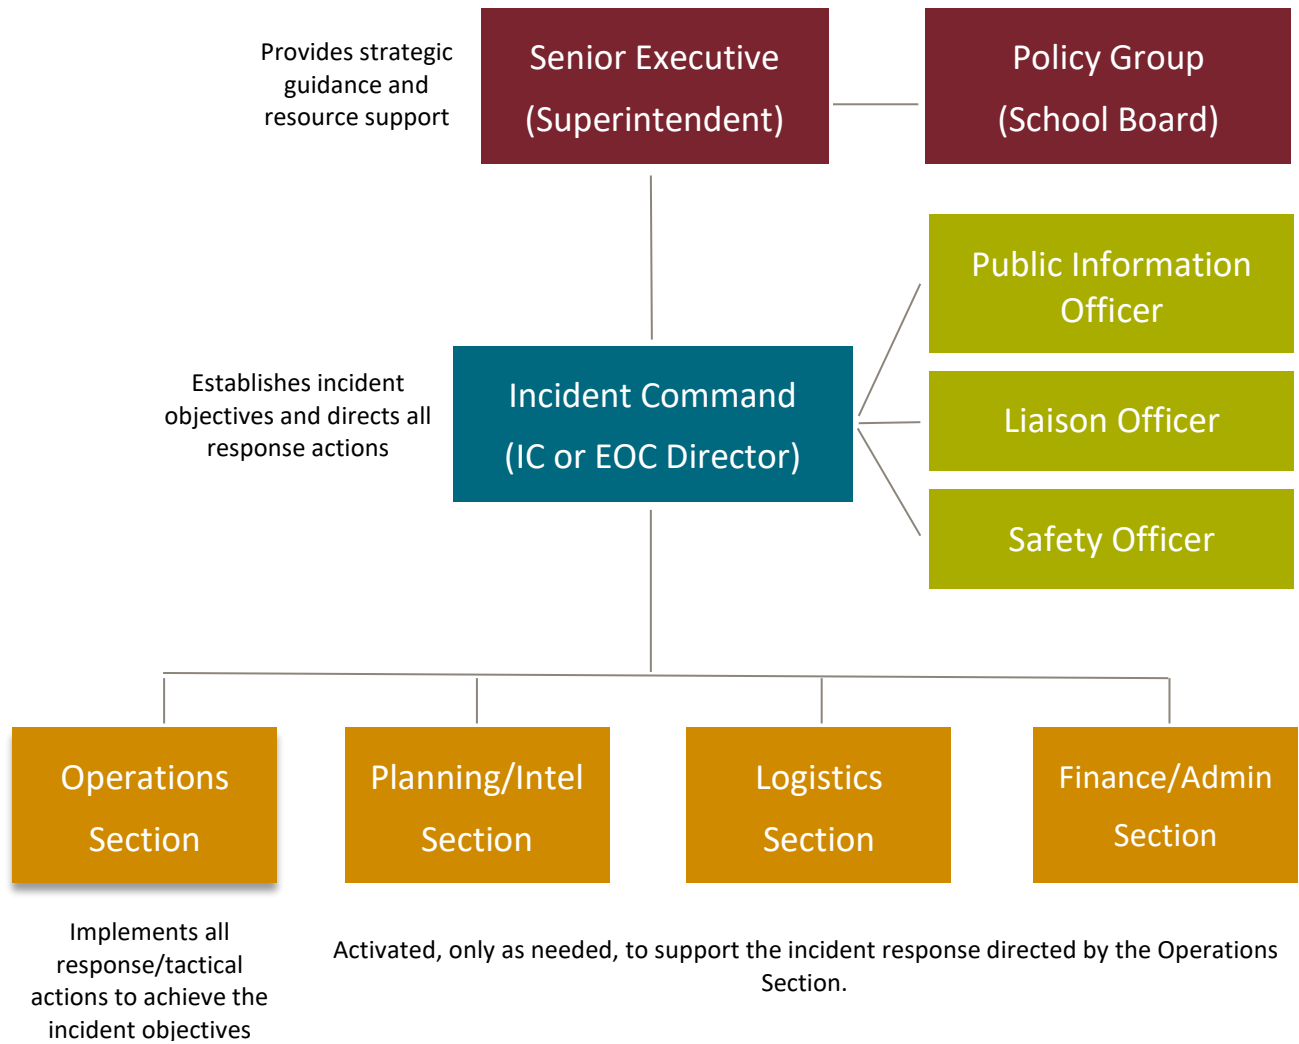 Provides strategic
guidance and
resource support
Senior Executive
(Superintendent)
Policy Group
(School Board)
Public Information
Officer
Establishes incident
objectives and directs all
response actions
Incident Command
(IC or EOC Director)
Liaison Officer
Safety Officer
Operations
Section
Planning/Intel
Section
Logistics
Section
Finance/Admin
Section
Implements all
response/tactical
actions to achieve the
incident objectives
Activated, only as needed, to support the incident response directed by the Operations
Section.